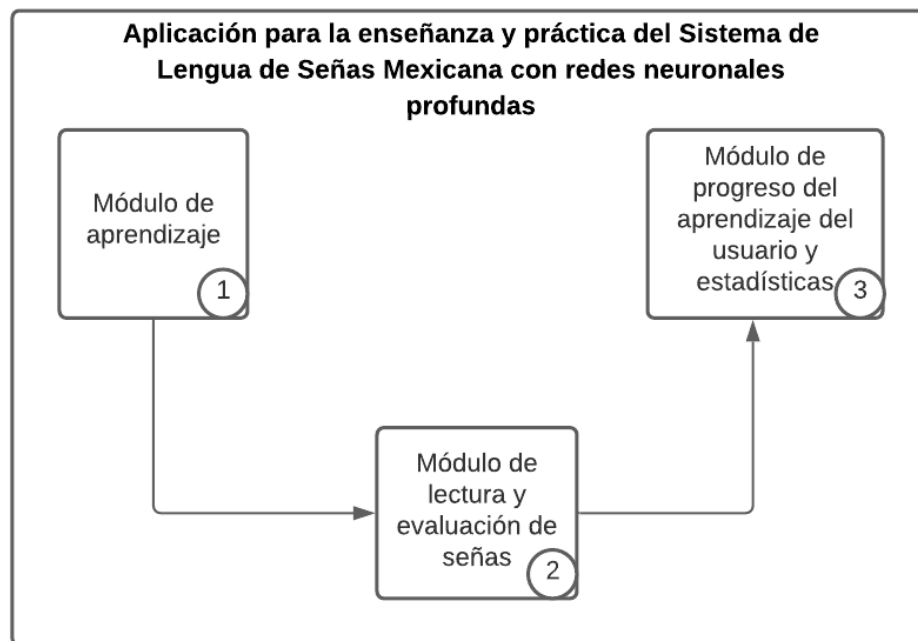 Aplicación para la enseñanza y práctica del Sistema de
Lengua de Señas Mexicana con redes neuronales
profundas
Módulo de
aprendizaje
1
Módulo de
lectura y
evaluación de
señas
2
Módulo de
progreso del
aprendizaje del
usuario y
estadísticas
3